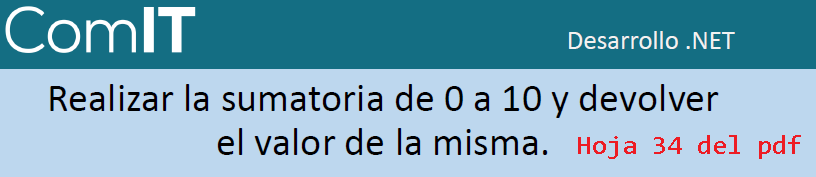 ComIT
Desarrollo .NET
Realizar la sumatoria de 0 a 10 y devolver
el valor de la misma. Hoja 34 del pdf